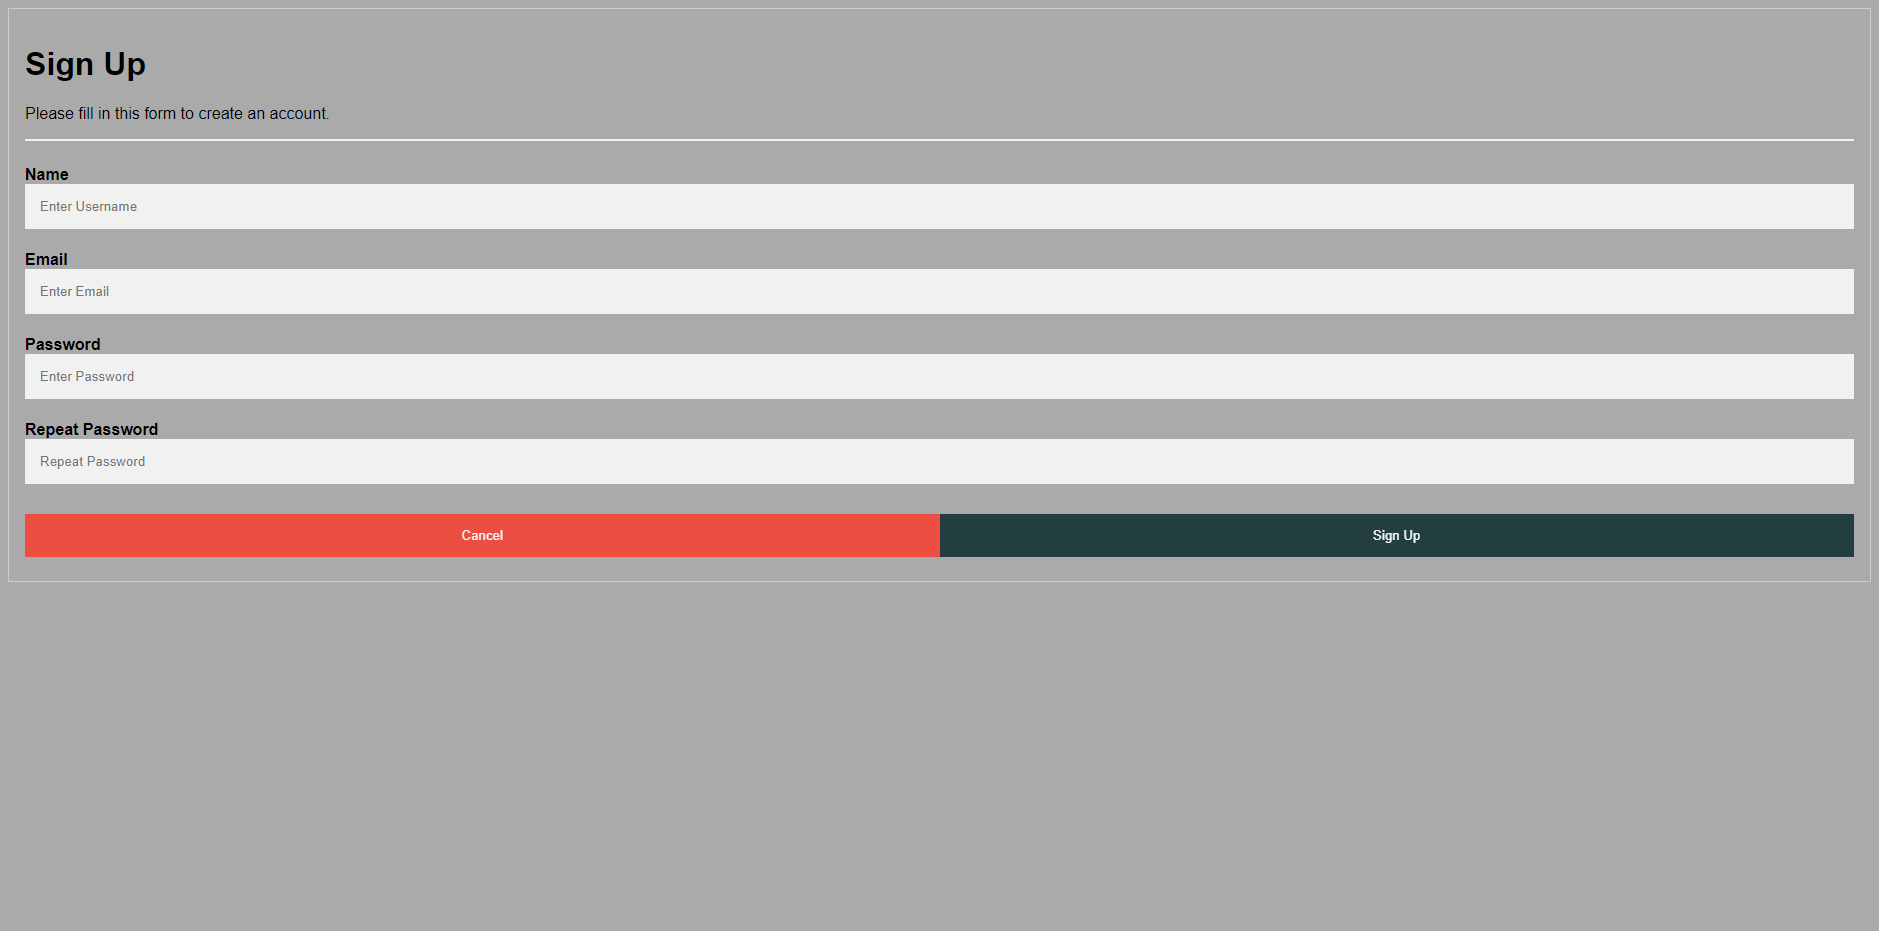 Sign Up
Please fill in this form to create an account.
Name
Enter Username
Email
Enter Email
Password
Enter Password
Repeat Password
Repeat Password
Cancel
Sign Up